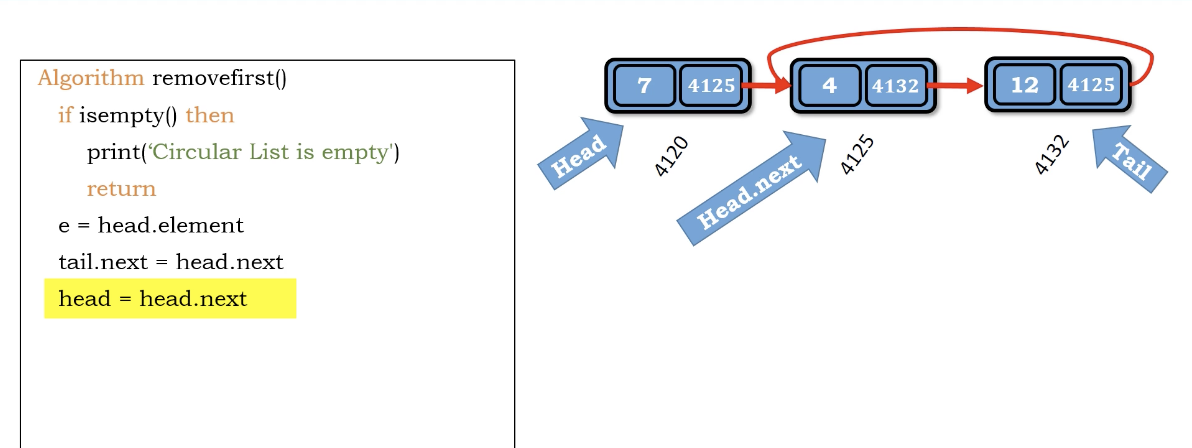 Algorithm removefirst()
if isempty() then
print(‘Circular List is empty')
return
e = head.element
tail.next = head.next
head = head.next
7 4125
4 4132
12 4125
Head
4120
Head.next
4125
4132
Tail